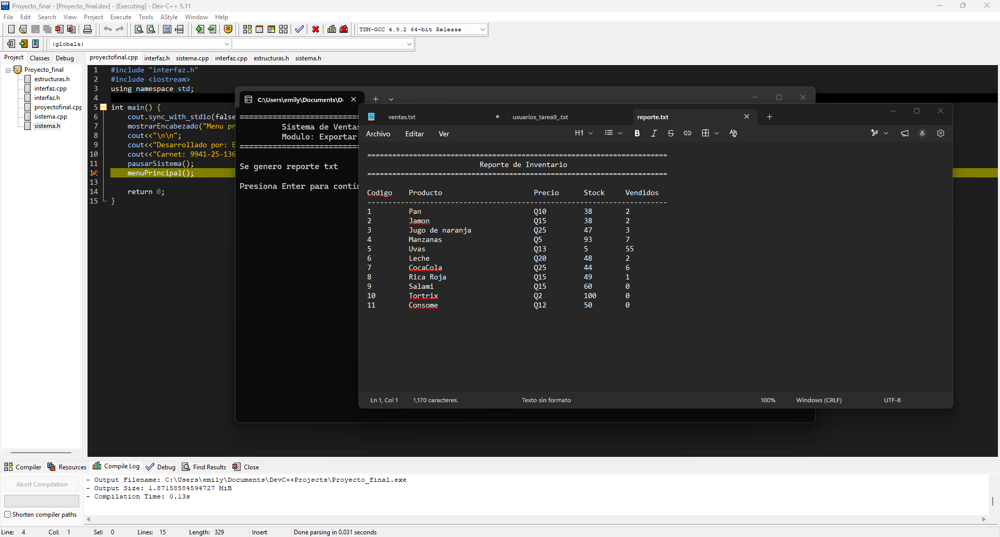 Proyecto_final - [Proyecto_final.dev] - [Executing] - Dev-C++ 5.11
File Edit Search View Project Execute Tools AStyle Window Help
TDM-GCC 4.9.2 64-bit Release
(globals)
Project Classes Debug
proyectofinal.cpp interfaz.h sistema.cpp interfaz.cpp estructuras.h sistema.h
Proyecto_final
estructuras.h
interfaz.cpp
interfaz.h
proyectofinal.cpp
sistema.cpp
sistema.h
1 #include "interfaz.h"
2 #include <iostream>
3 using namespace std;
4
5 int main() {
6 cout.sync_with_stdio(false
7 mostrarEncabezado("Menu pr
8 cout<<"\n\n";
9 cout<<"Desarrollado por: E
10 cout<<"Carnet: 9941-25-136
11 pausarSistema();
menuPrincipal();
13
14 return 0;
15 }
C:\Users\emily\Documents\D
==========================
Sistema de Ventas
Modulo: Exportar
==========================
Se genero reporte txt
Presiona Enter para contin
ventas.txt usuarios_tarea9_.txt reporte.txt
Archivo Editar Ver H1 B I S
========================================================================
Reporte de Inventario
========================================================================
Codigo Producto Precio Stock Vendidos
------------------------------------------------------------------------
1 Pan Q10 38 2
2 Jamon Q15 38 2
3 Jugo de naranja Q25 47 3
4 Manzanas Q5 93 7
5 Uvas Q13 5 55
6 Leche Q20 48 2
7 CocaCola Q25 44 6
8 Rica Roja Q15 49 1
9 Salami Q15 60 0
10 Tortrix Q2 100 0
11 Consome Q12 50 0
Ln 1, Col 1 1,170 caracteres. Texto sin formato 100% Windows (CRLF) UTF-8
Compiler Resources Compile Log Debug Find Results Close
Abort Compilation
Shorten compiler paths
- Output Filename: C:\Users\emily\Documents\DevC++Projects\Proyecto_final.exe
- Output Size: 1.87158584594727 MiB
- Compilation Time: 0.13s
Line: 4 Col: 1 Sel: 0 Lines: 15 Length: 329 Insert Done parsing in 0.031 seconds